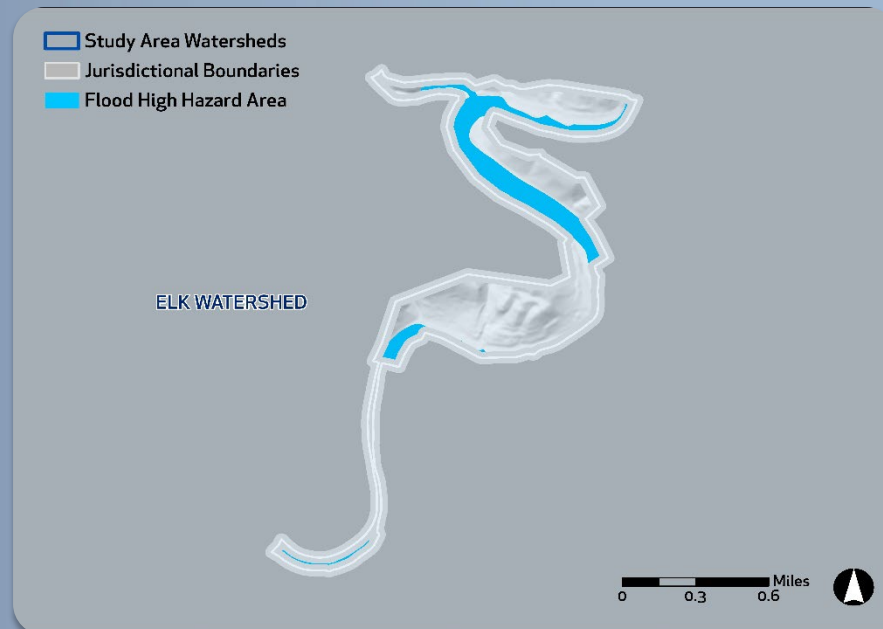 Study Area Watersheds
Jurisdictional Boundaries
Flood High Hazard Area
ELK WATERSHED
Miles
0 0.3 0.6